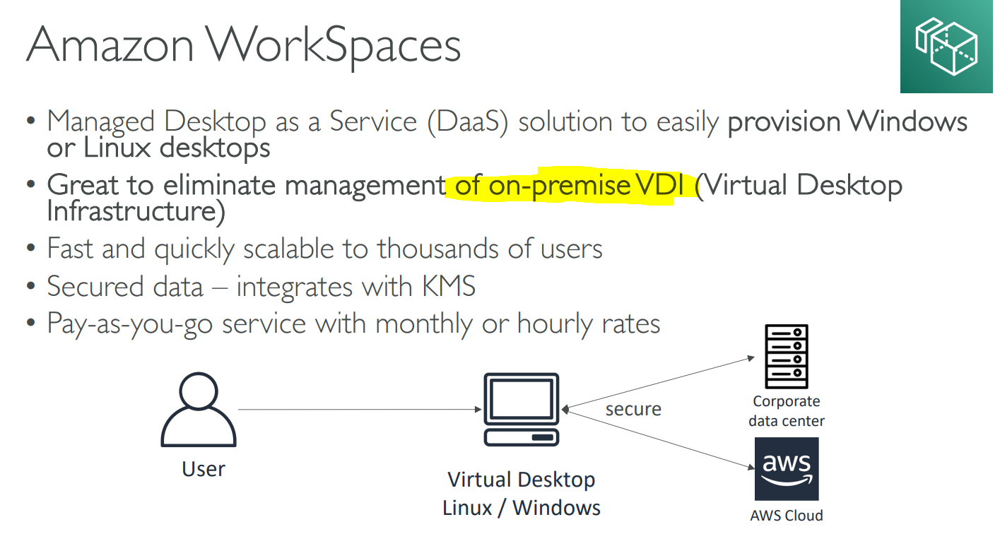 Amazon WorkSpaces
• Managed Desktop as a Service (DaaS) solution to easily provision Windows
or Linux desktops
• Great to eliminate management of on-premise VDI (Virtual Desktop
Infrastructure)
• Fast and quickly scalable to thousands of users
• Secured data – integrates with KMS
• Pay-as-you-go service with monthly or hourly rates
User
Virtual Desktop
Linux / Windows
secure
Corporate
data center
aws
AWS Cloud